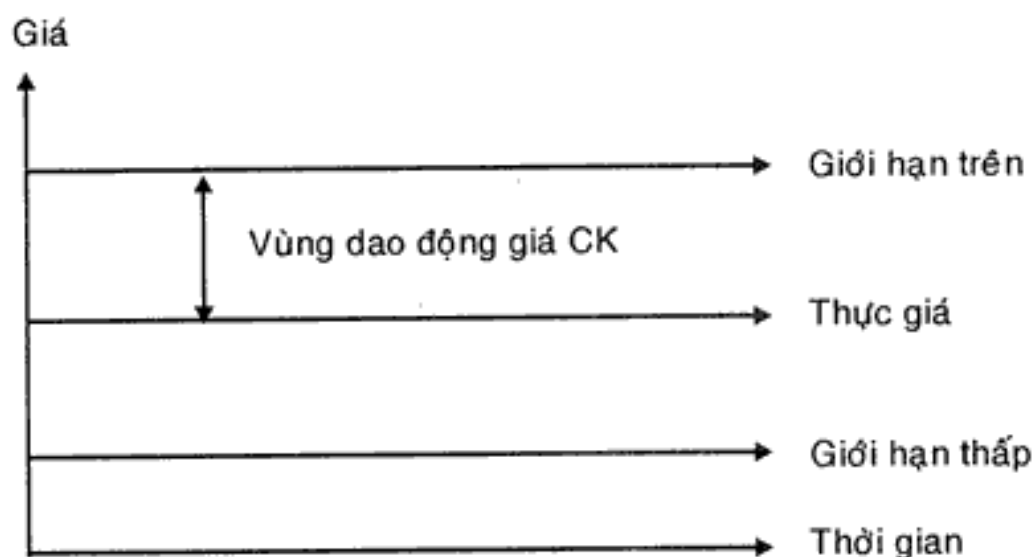 Giá
Giới hạn trên
Vùng dao động giá CK
Thực giá
Giới hạn thấp
Thời gian